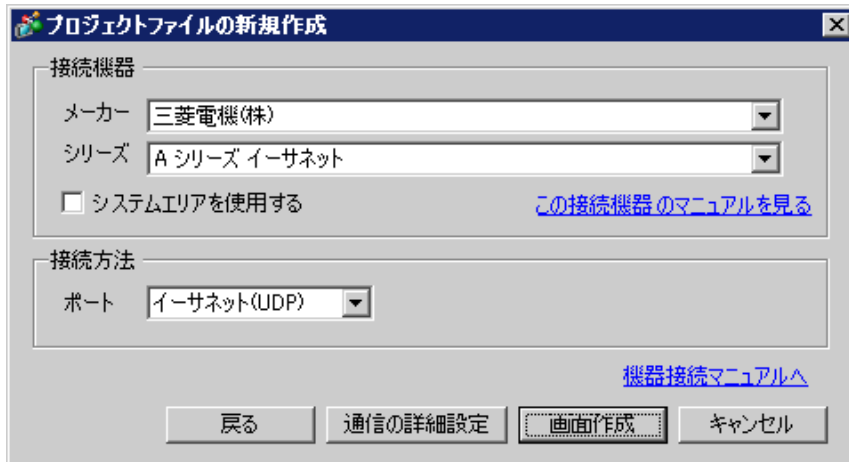 プロジェクトファイルの新規作成
接続機器
メーカー 三菱電機(株)
シリーズ A シリーズ イーサネット
システムエリアを使用する この接続機器のマニュアルを見る
接続方法
ポート イーサネット(UDP)
機器接続マニュアルへ
戻る 通信の詳細設定 画面作成 キャンセル